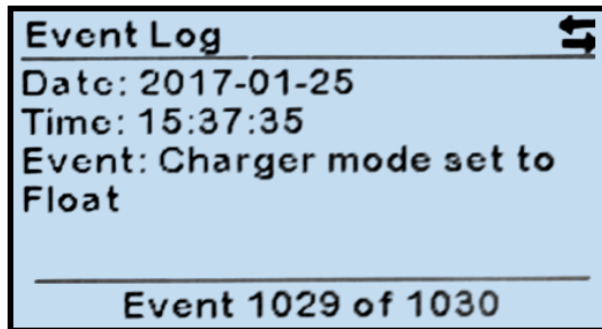 Event Log
Date: 2017-01-25
Time: 15:37:35
Event: Charger mode set to
Float
Event 1029 of 1030